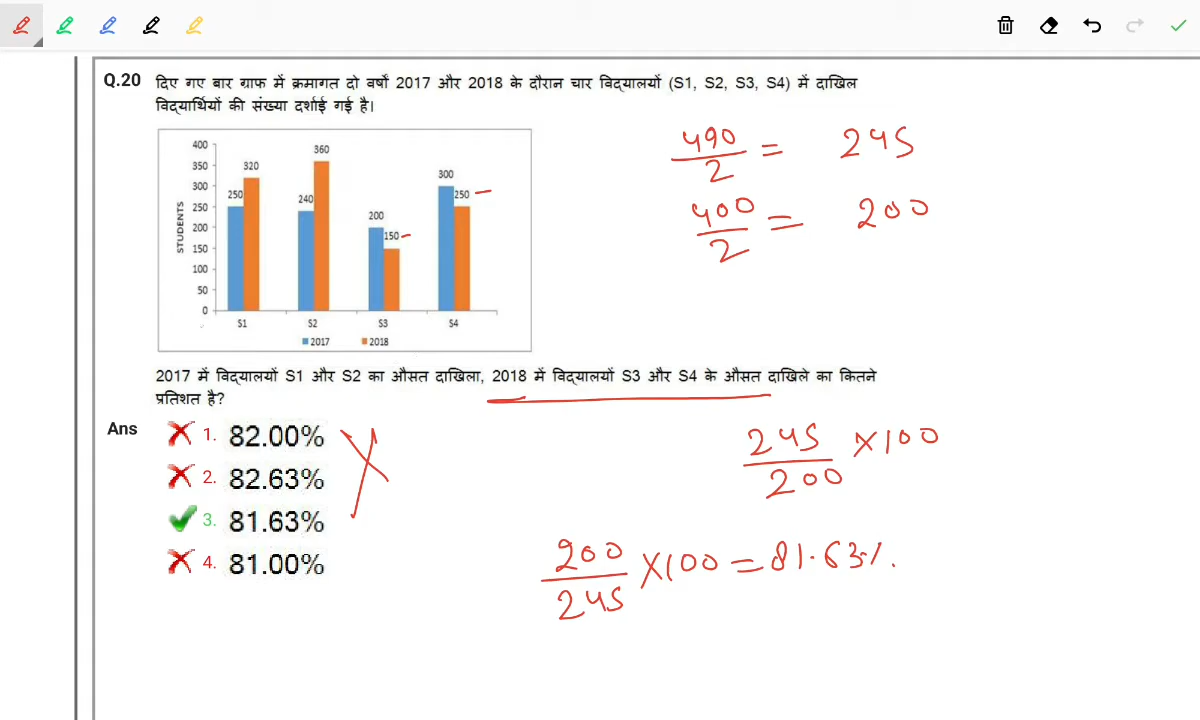 Q.20 दिए गए बार ग्राफ में क्रमागत दो वर्षों 2017 और 2018 के दौरान चार विद्यालयों (S1, S2, S3, S4) में दाखिल
विद्यार्थियों की संख्या दर्शाई गई है।
STUDENTS
400
350
300
250
200
150
100
50
0
250 320
240 360
200 150
300 250
S1 S2 S3 S4
2017 2018
490/2 = 245
400/2 = 200
2017 में विद्यालयों S1 और S2 का औसत दाखिला, 2018 में विद्यालयों S3 और S4 के औसत दाखिले का कितने
प्रतिशत है?
Ans
1. 82.00%
2. 82.63%
3. 81.63%
4. 81.00%
245/200 ×100
200/245 ×100 = 81.63%